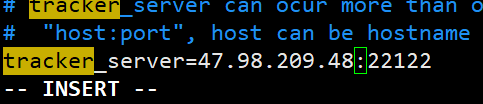 # tracker_server can ocur more than o
#  "host:port", host can be hostname
tracker_server=47.98.209.48:22122
-- INSERT --